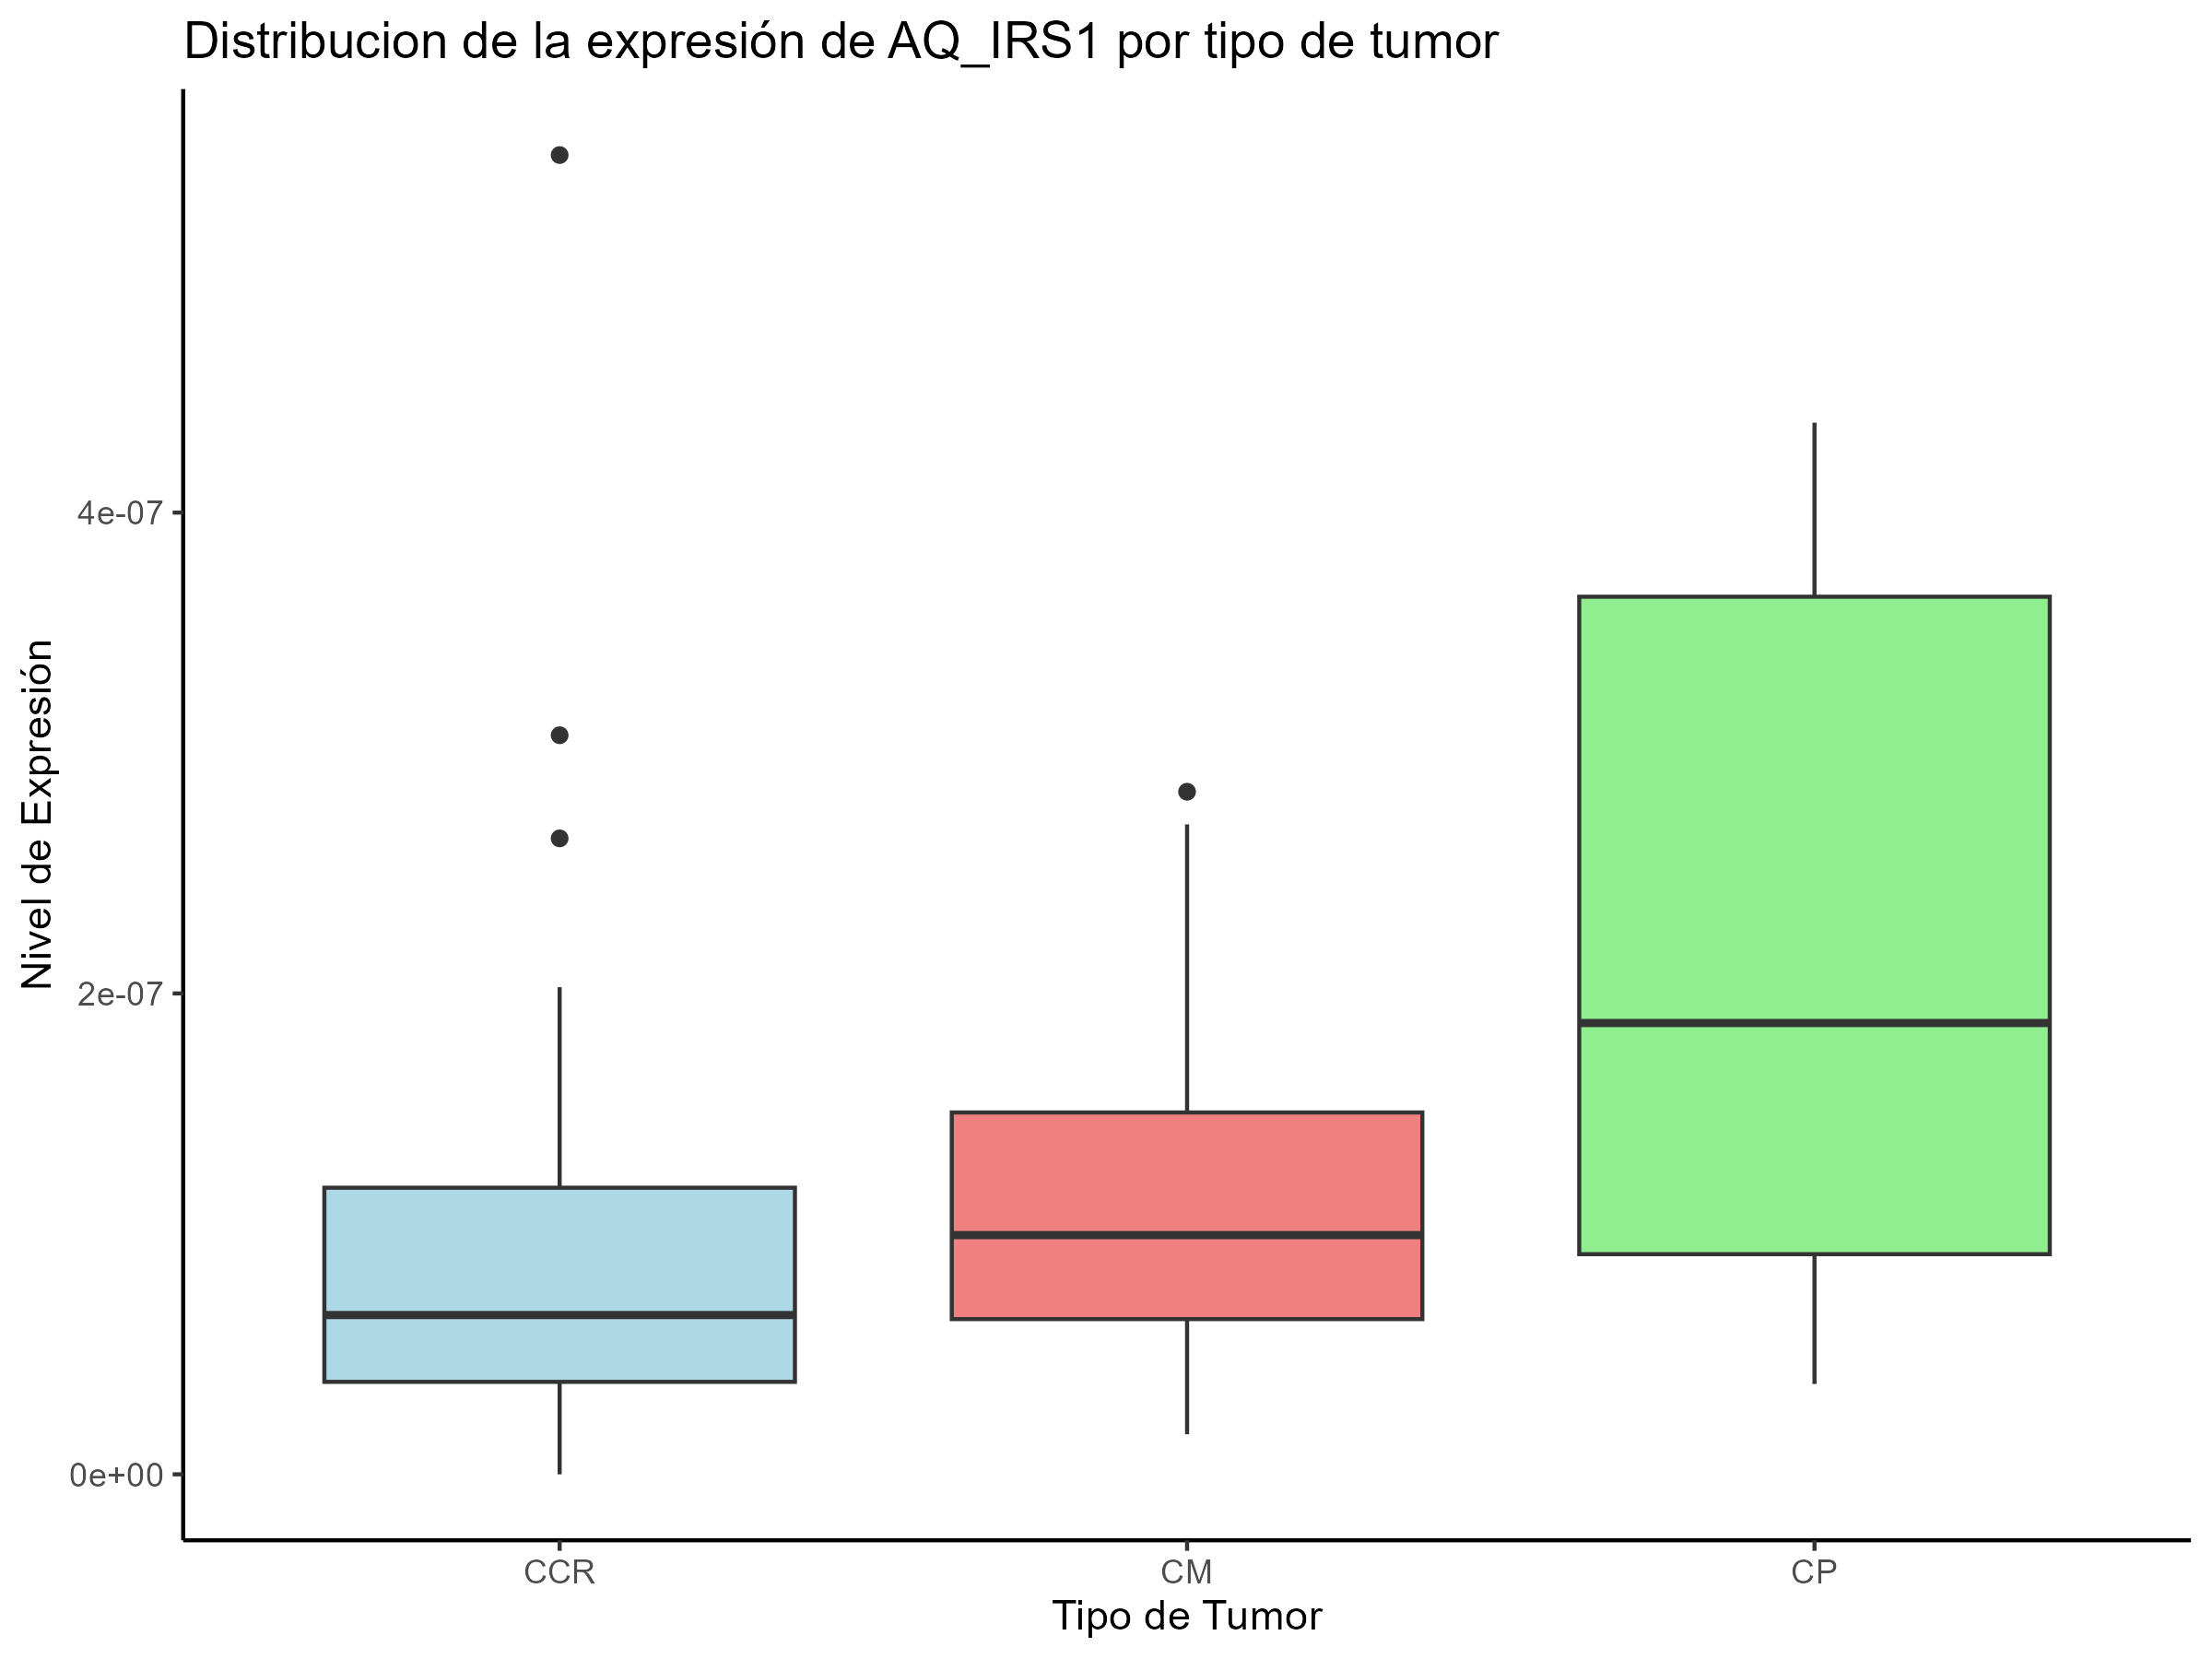 Distribucion de la expresión de AQ_IRS1 por tipo de tumor
Nivel de Expresión
4e-07
2e-07
0e+00
CCR
CM
CP
Tipo de Tumor